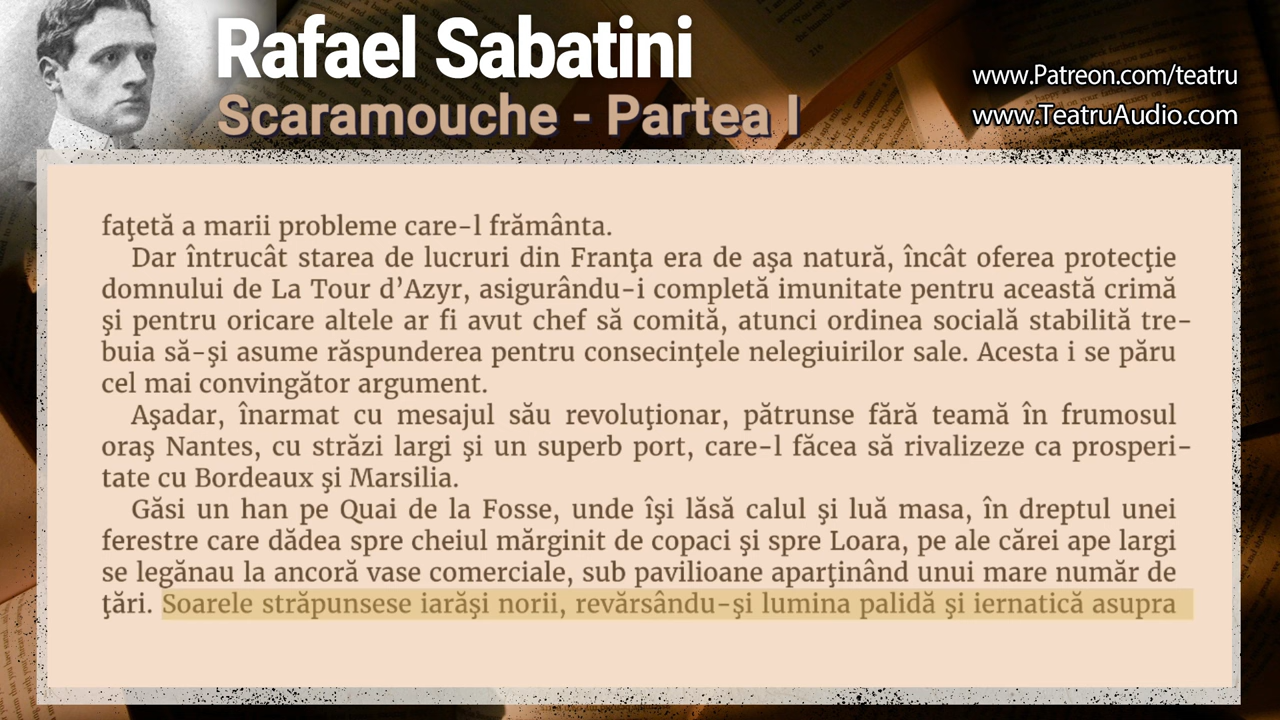 Rafael Sabatini
Scaramouche - Partea I
www.Patreon.com/teatru
www.TeatruAudio.com
faţetă a marii probleme care-l frământa.
Dar întrucât starea de lucruri din Franţa era de aşa natură, încât oferea protecţie
domnului de La Tour d’Azyr, asigurându-i completă imunitate pentru această crimă
şi pentru oricare altele ar fi avut chef să comită, atunci ordinea socială stabilită tre-
buia să-şi asume răspunderea pentru consecinţele nelegiuirilor sale. Acesta i se păru
cel mai convingător argument.
Aşadar, înarmat cu mesajul său revoluţionar, pătrunse fără teamă în frumosul
oraş Nantes, cu străzi largi şi un superb port, care-l făcea să rivalizeze ca prosperi-
tate cu Bordeaux şi Marsilia.
Găsi un han pe Quai de la Fosse, unde îşi lăsă calul şi luă masa, în dreptul unei
ferestre care dădea spre cheiul mărginit de copaci şi spre Loara, pe ale cărei ape largi
se legănau la ancoră vase comerciale, sub pavilioane aparţinând unui mare număr de
ţări. Soarele străpunsese iarăşi norii, revărsându-şi lumina palidă şi iernatică asupra